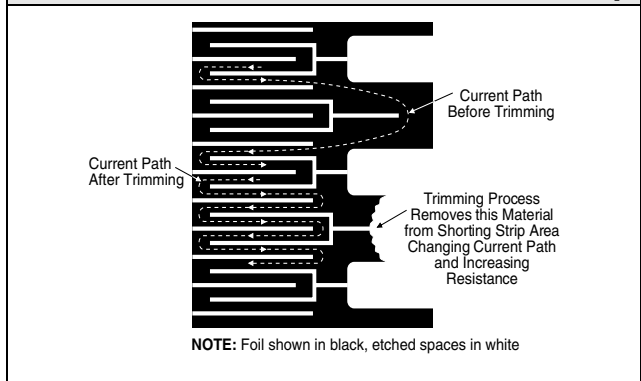 Current Path
Before Trimming
Current Path
After Trimming
Trimming Process
Removes this Material
from Shorting Strip Area
Changing Current Path
and Increasing
Resistance
NOTE: Foil shown in black, etched spaces in white